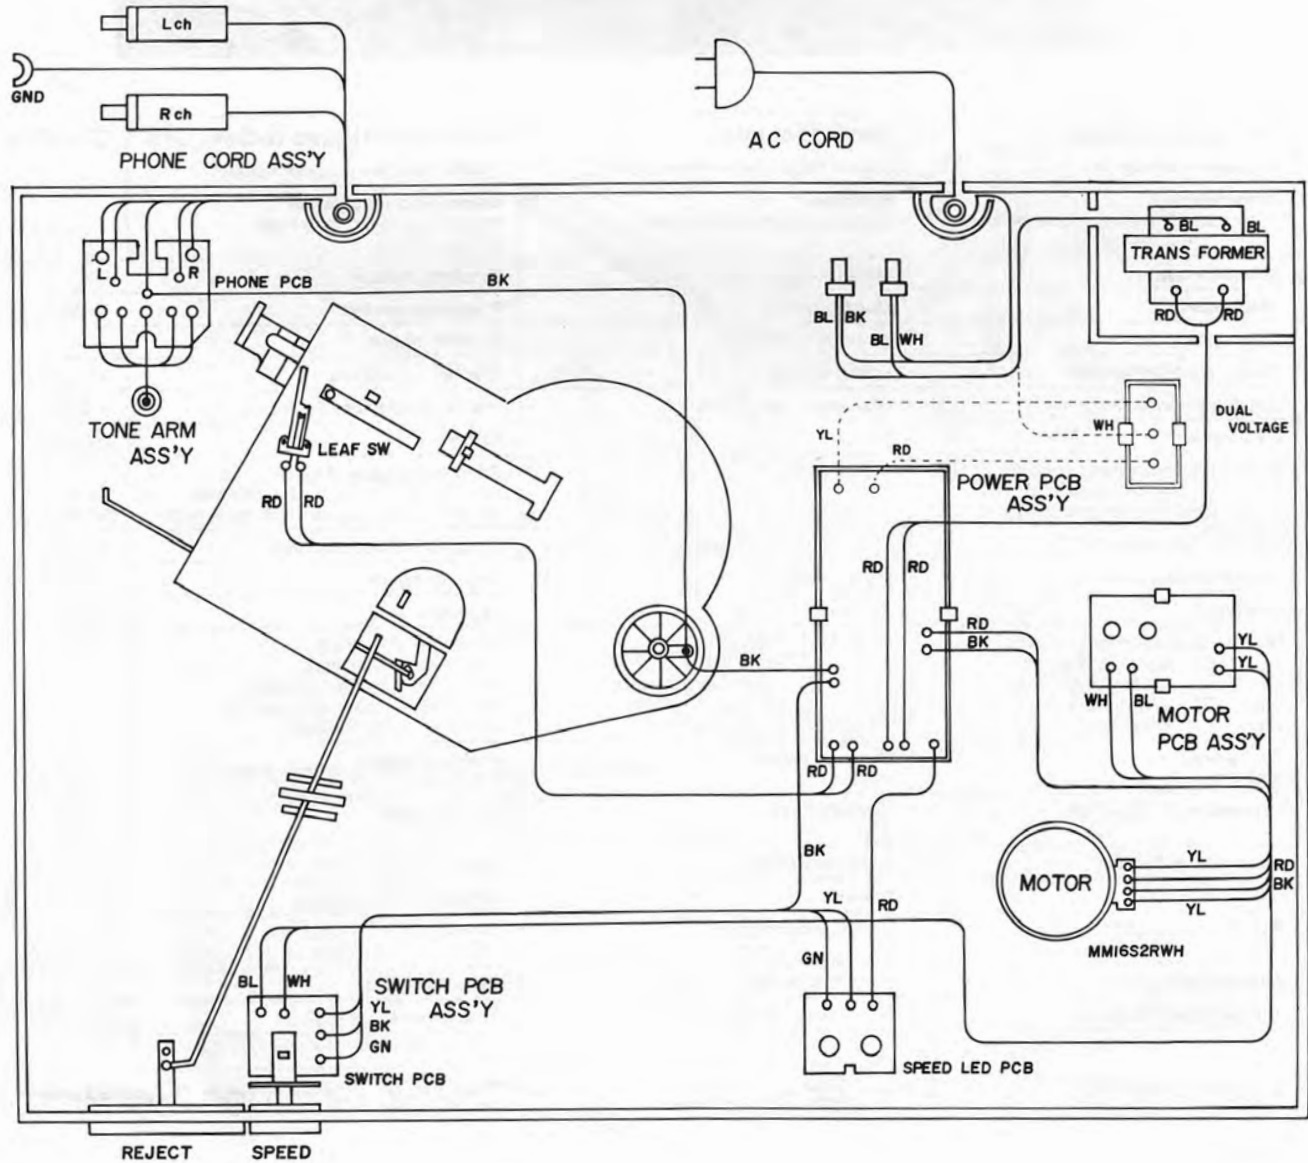 L ch
GND
R ch
PHONE CORD ASS'Y
AC CORD
BL
BL
TRANS FORMER
L
R
PHONE PCB
BK
BL
BK
BL
WH
RD
RD
TONE ARM
ASS'Y
LEAF SW
YL
RD
WH
DUAL
VOLTAGE
POWER PCB
ASS'Y
RD
RD
RD
RD
RD
BK
BK
YL
YL
WH
BL
MOTOR
PCB ASS'Y
RD
RD
BK
YL
RD
MOTOR
YL
YL
RD
BK
MM16S2RWH
GN
BL
WH
SWITCH PCB
ASS'Y
YL
BK
GN
SWITCH PCB
SPEED LED PCB
REJECT
SPEED